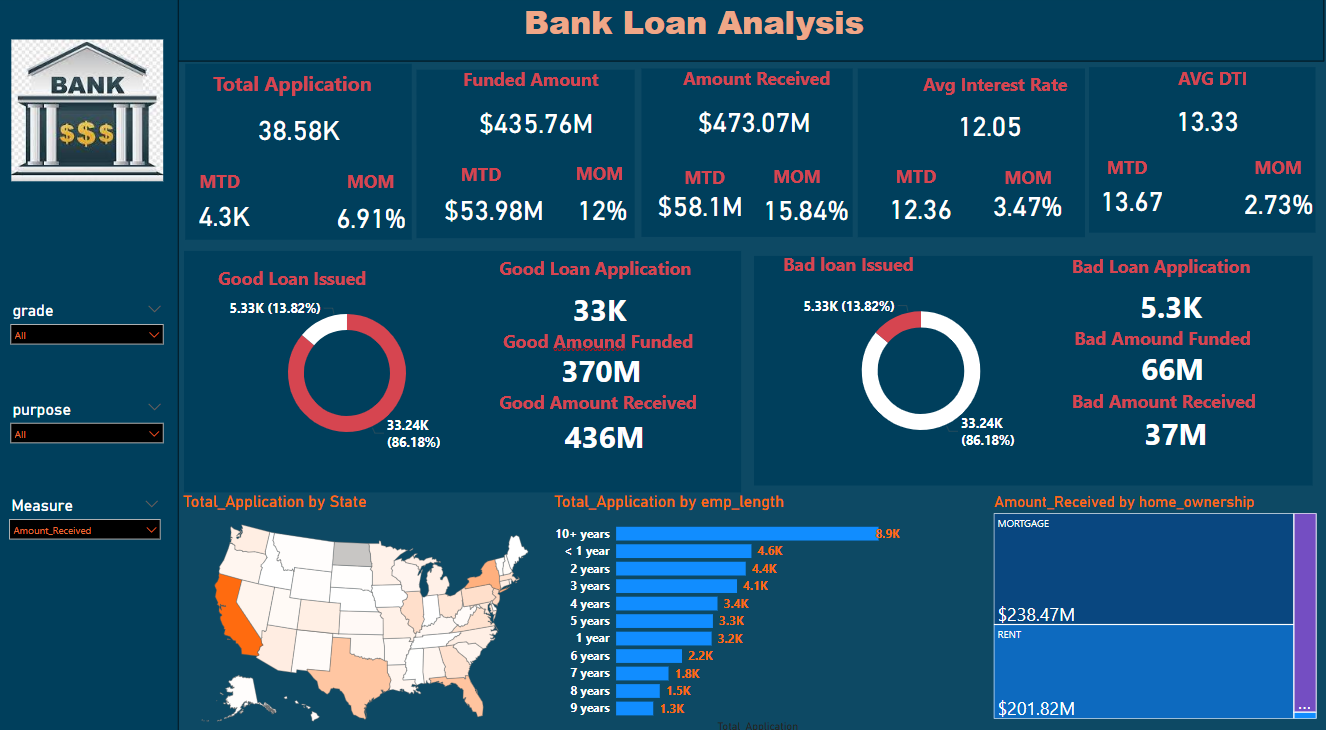 Bank Loan Analysis
BANK
$$$
Total Application
38.58K
MTD
MOM
4.3K
6.91%
Funded Amount
$435.76M
MTD
MOM
$53.98M
12%
Amount Received
$473.07M
MTD
MOM
$58.1M
15.84%
Avg Interest Rate
12.05
MTD
MOM
12.36
3.47%
AVG DTI
13.33
MTD
MOM
13.67
2.73%
grade
All
purpose
All
Measure
Amount_Received
Good Loan Issued
5.33K (13.82%)
33.24K
(86.18%)
Good Loan Application
33K
Good Amound Funded
370M
Good Amount Received
436M
Bad loan Issued
5.33K (13.82%)
33.24K
(86.18%)
Bad Loan Application
5.3K
Bad Amound Funded
66M
Bad Amount Received
37M
Total_Application by State
Total_Application by emp_length
10+ years 8.9K
< 1 year 4.6K
2 years 4.4K
3 years 4.1K
4 years 3.4K
5 years 3.3K
1 year 3.2K
6 years 2.2K
7 years 1.8K
8 years 1.5K
9 years 1.3K
Total_Application
Amount_Received by home_ownership
MORTGAGE
$238.47M
RENT
$201.82M
...